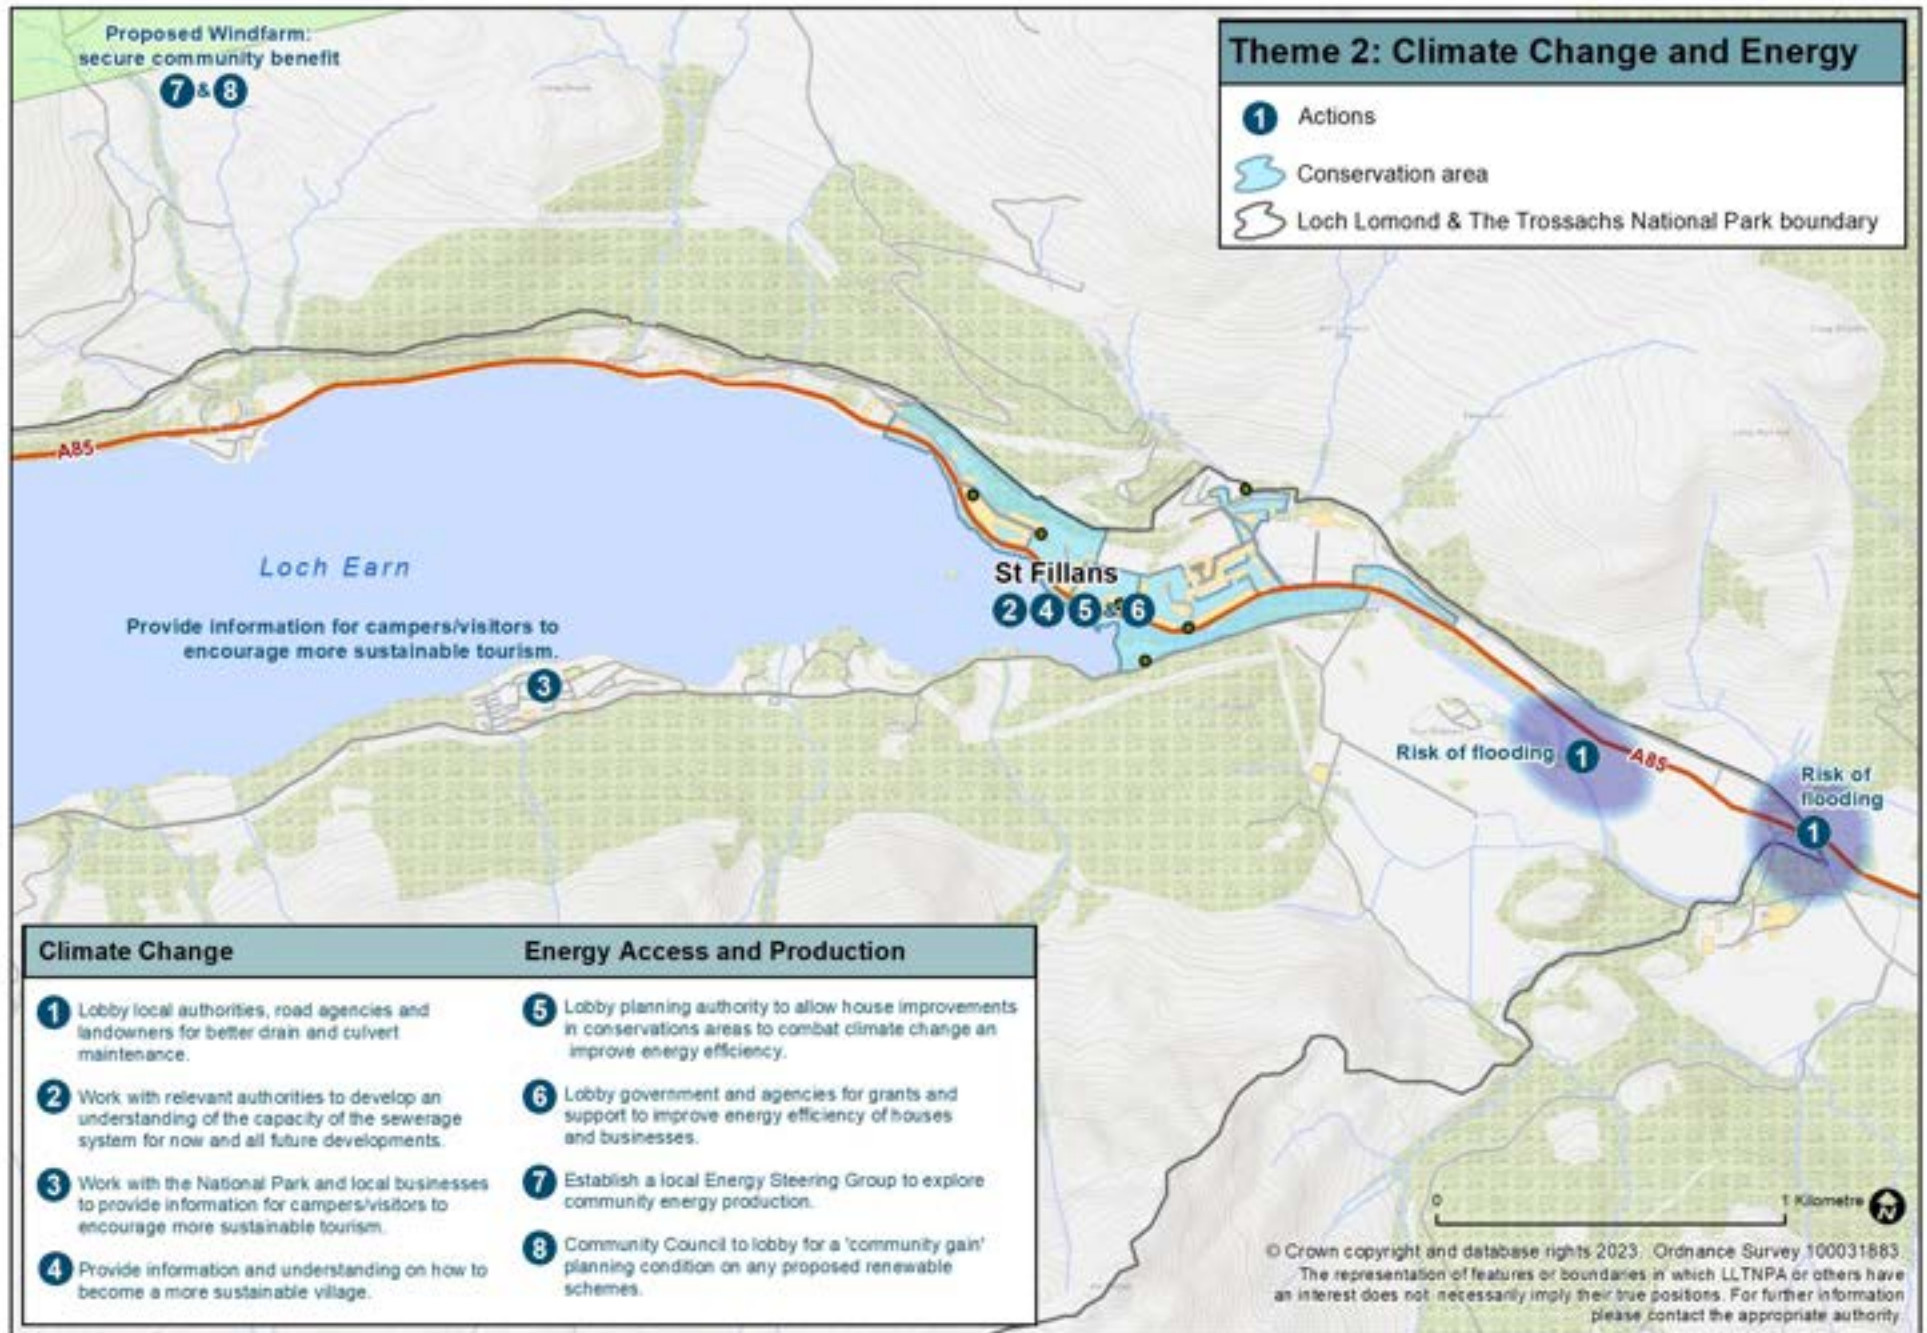 Proposed Windfarm:
secure community benefit
7 & 8
Theme 2: Climate Change and Energy
1 Actions
Conservation area
Loch Lomond & The Trossachs National Park boundary
A85
Loch Earn
St Fillans
2 4 5 & 6
Provide information for campers/visitors to
encourage more sustainable tourism.
3
Risk of flooding 1
A85
Risk of
flooding
1
Climate Change
1 Lobby local authorities, road agencies and
landowners for better drain and culvert
maintenance.
2 Work with relevant authorities to develop an
understanding of the capacity of the sewerage
system for now and all future developments.
3 Work with the National Park and local businesses
to provide information for campers/visitors to
encourage more sustainable tourism.
4 Provide information and understanding on how to
become a more sustainable village.
Energy Access and Production
5 Lobby planning authority to allow house improvements
in conservations areas to combat climate change an
improve energy efficiency.
6 Lobby government and agencies for grants and
support to improve energy efficiency of houses
and businesses.
7 Establish a local Energy Steering Group to explore
community energy production.
8 Community Council to lobby for a 'community gain'
planning condition on any proposed renewable
schemes.
0 1 Kilometre
N
© Crown copyright and database rights 2023. Ordnance Survey 100031883.
The representation of features or boundaries in which LLTNPA or others have
an interest does not necessarily imply their true positions. For further information
please contact the appropriate authority.